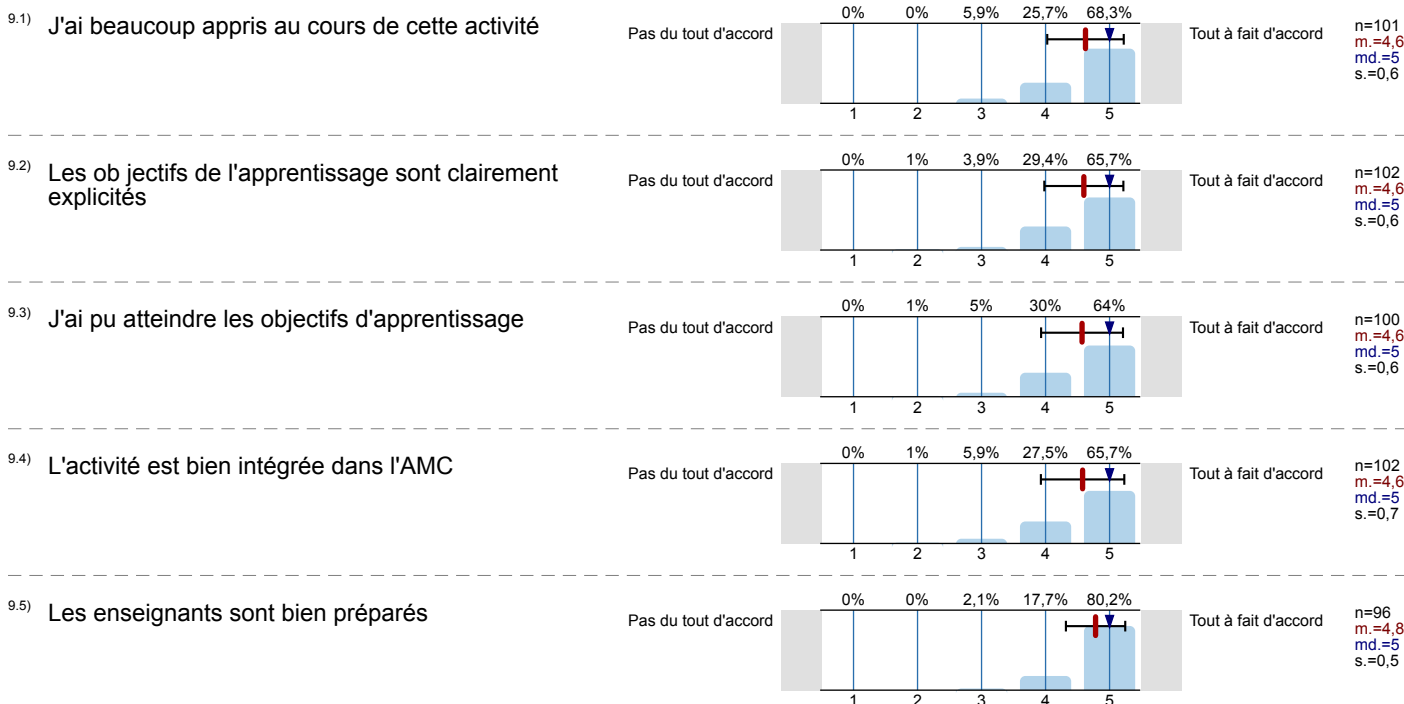 0% 0% 5,9% 25,7% 68,3%
9.1) J'ai beaucoup appris au cours de cette activité
Pas du tout d'accord
Tout à fait d'accord
n=101
m.=4,6
md.=5
s.=0,6
1 2 3 4 5
0% 1% 3,9% 29,4% 65,7%
9.2) Les ob jectifs de l'apprentissage sont clairement
explicités
Pas du tout d'accord
Tout à fait d'accord
n=102
m.=4,6
md.=5
s.=0,6
1 2 3 4 5
0% 1% 5% 30% 64%
9.3) J'ai pu atteindre les objectifs d'apprentissage
Pas du tout d'accord
Tout à fait d'accord
n=100
m.=4,6
md.=5
s.=0,6
1 2 3 4 5
0% 1% 5,9% 27,5% 65,7%
9.4) L'activité est bien intégrée dans l'AMC
Pas du tout d'accord
Tout à fait d'accord
n=102
m.=4,6
md.=5
s.=0,7
1 2 3 4 5
0% 0% 2,1% 17,7% 80,2%
9.5) Les enseignants sont bien préparés
Pas du tout d'accord
Tout à fait d'accord
n=96
m.=4,8
md.=5
s.=0,5
1 2 3 4 5